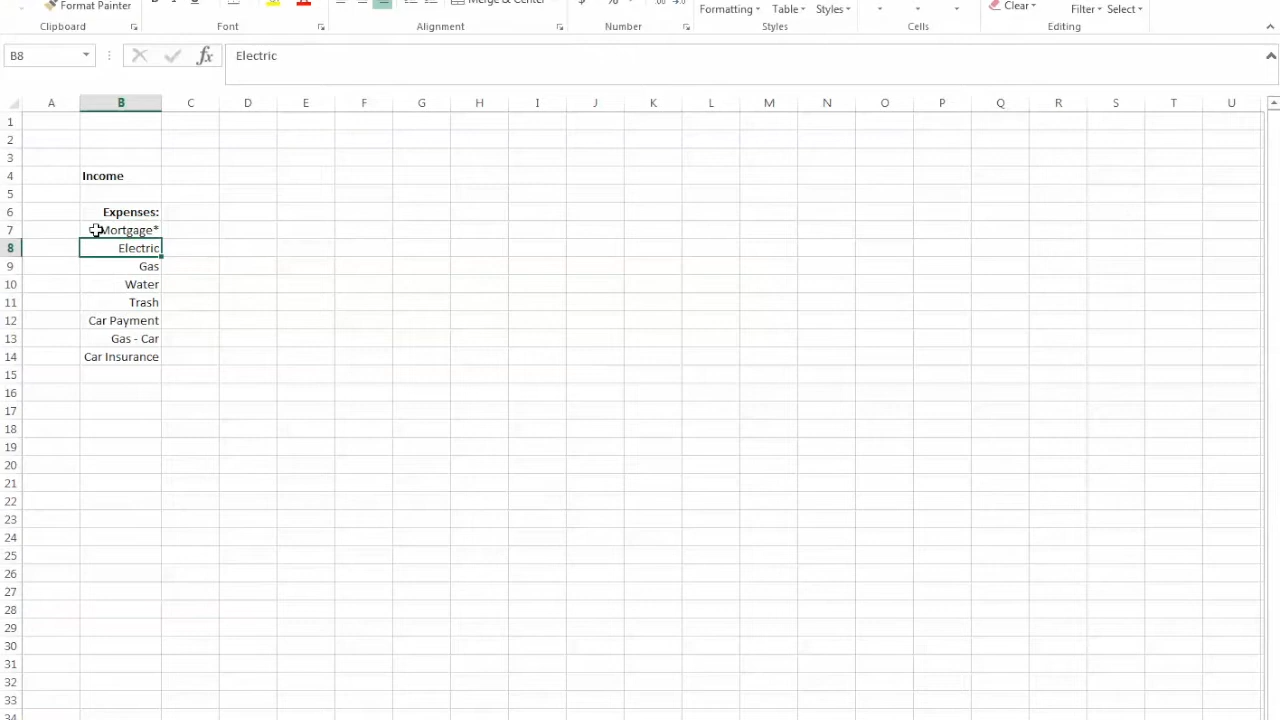 Format Painter
Merge & Center
$ %
Formatting Table Styles
Clear
Filter Select
Clipboard Font Alignment Number Styles Cells Editing
B8 fx Electric
A B C D E F G H I J K L M N O P Q R S T U
1
2
3
4 Income
5
6 Expenses:
7 Mortgage*
8 Electric
9 Gas
10 Water
11 Trash
12 Car Payment
13 Gas - Car
14 Car Insurance
15
16
17
18
19
20
21
22
23
24
25
26
27
28
29
30
31
32
33
34